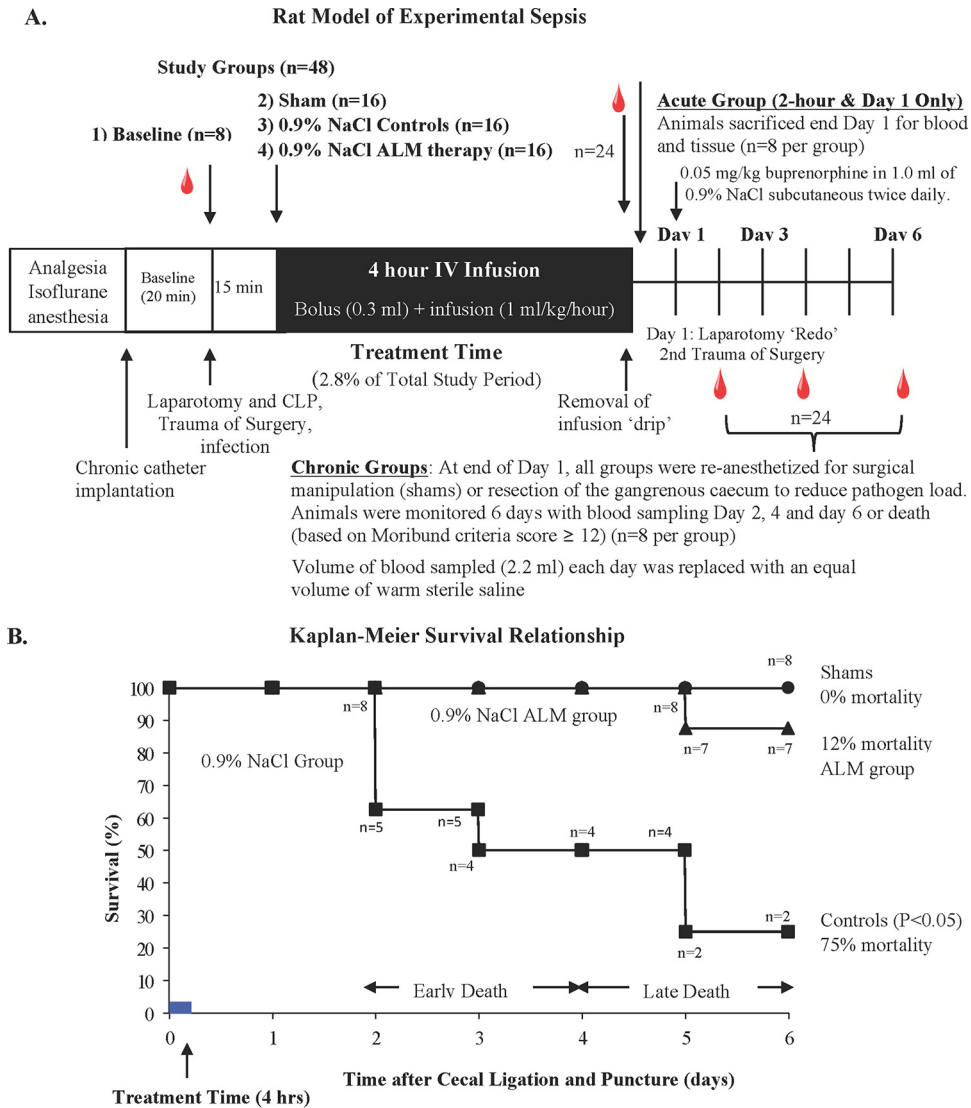 A.
Rat Model of Experimental Sepsis
Study Groups (n=48)
1) Baseline (n=8)
2) Sham (n=16)
3) 0.9% NaCl Controls (n=16)
4) 0.9% NaCl ALM therapy (n=16)
n=24
Acute Group (2-hour & Day 1 Only)
Animals sacrificed end Day 1 for blood
and tissue (n=8 per group)
0.05 mg/kg buprenorphine in 1.0 ml of
0.9% NaCl subcutaneous twice daily.
Day 1
Day 3
Day 6
Analgesia
Isoflurane
anesthesia
Baseline
(20 min)
15 min
4 hour IV Infusion
Bolus (0.3 ml) + infusion (1 ml/kg/hour)
Treatment Time
(2.8% of Total Study Period)
Day 1: Laparotomy ‘Redo’
2nd Trauma of Surgery
Laparotomy and CLP,
Trauma of Surgery,
infection
Removal of
infusion ‘drip’
n=24
Chronic catheter
implantation
Chronic Groups: At end of Day 1, all groups were re-anesthetized for surgical
manipulation (shams) or resection of the gangrenous caecum to reduce pathogen load.
Animals were monitored 6 days with blood sampling Day 2, 4 and day 6 or death
(based on Moribund criteria score ≥ 12) (n=8 per group)
Volume of blood sampled (2.2 ml) each day was replaced with an equal
volume of warm sterile saline
B.
Kaplan-Meier Survival Relationship
Survival (%)
100
90
80
70
60
50
40
30
20
10
0
n=8
0.9% NaCl ALM group
n=8
n=8
Shams
0% mortality
n=7
n=7
12% mortality
ALM group
0.9% NaCl Group
n=5
n=5
n=4
n=4
n=4
n=2
n=2
Controls (P<0.05)
75% mortality
Early Death
Late Death
0
1
2
3
4
5
6
Time after Cecal Ligation and Puncture (days)
Treatment Time (4 hrs)